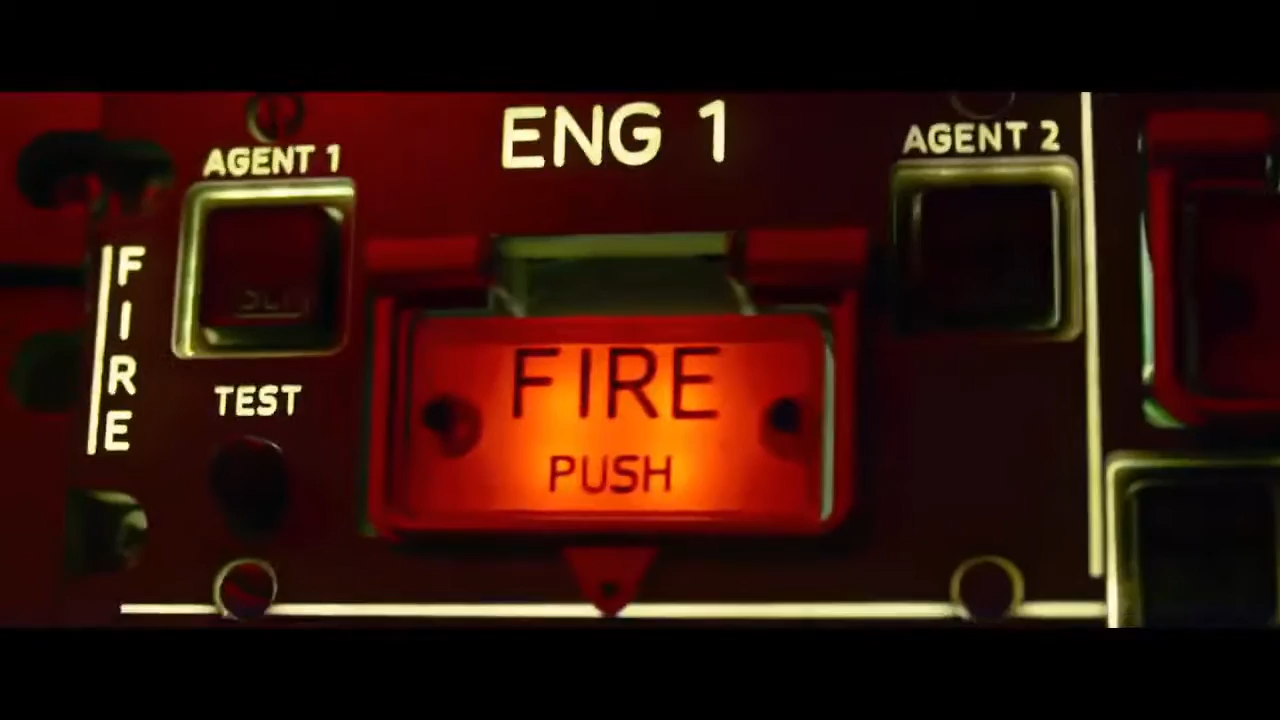 ENG 1
AGENT 1
AGENT 2
FIRE
TEST
FIRE
PUSH